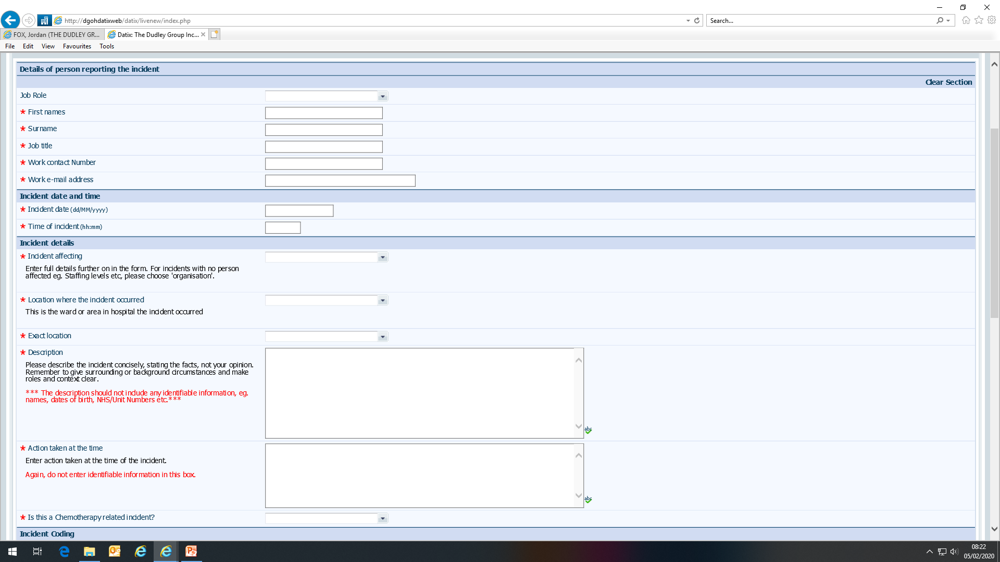 http://dgohdatixweb/datix/livenew/index.php
Search...
FOX, Jordan (THE DUDLEY GR...
Datix: The Dudley Group Inc...
File Edit View Favourites Tools
Details of person reporting the incident
Clear Section
Job Role
* First names
* Surname
* Job title
* Work contact Number
* Work e-mail address
Incident date and time
* Incident date (dd/MM/yyyy)
* Time of incident (hh:mm)
Incident details
* Incident affecting
Enter full details further on in the form. For incidents with no person
affected eg. Staffing levels etc, please choose 'organisation'.
* Location where the incident occurred
This is the ward or area in hospital the incident occurred
* Exact location
* Description
Please describe the incident concisely, stating the facts, not your opinion.
Remember to give surrounding or background circumstances and make
roles and context clear.
*** The description should not include any identifiable information, eg.
names, dates of birth, NHS/Unit Numbers etc.***
abc
* Action taken at the time
Enter action taken at the time of the incident.
Again, do not enter identifiable information in this box.
abc
* Is this a Chemotherapy related incident?
Incident Coding
08:22
05/02/2020